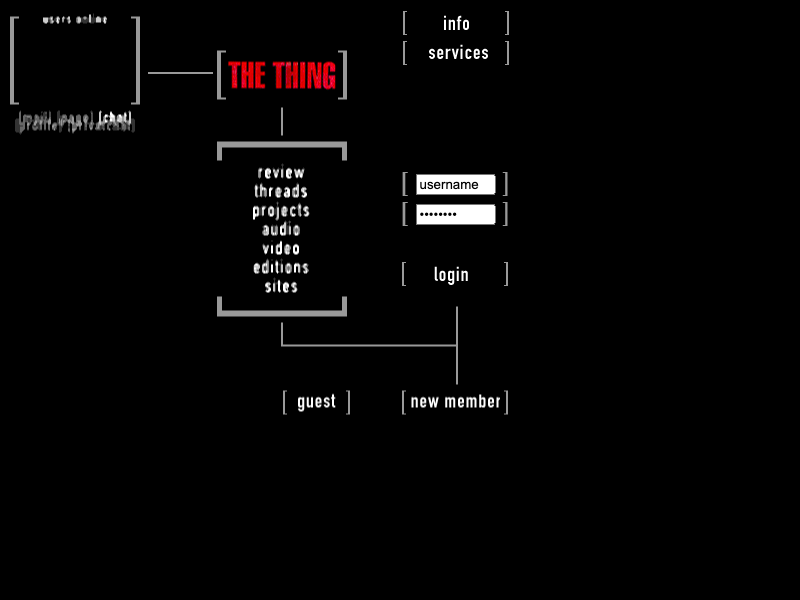 users online
[mail] [page] [chat]
[profile] [privatchat]
[THE THING]
review
threads
projects
audio
video
editions
sites
[ info ]
[ services ]
[ username ]
[ •••••••• ]
[ login ]
[ guest ]
[ new member ]